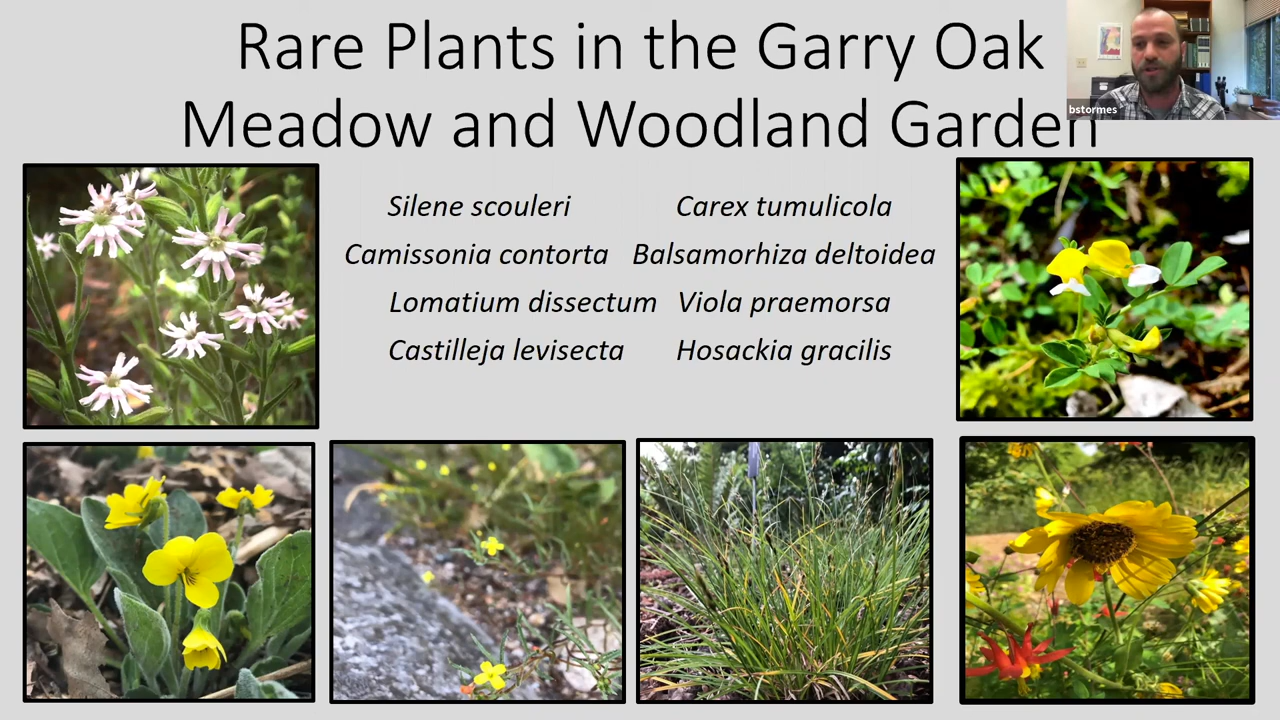 Rare Plants in the Garry Oak
Meadow and Woodland Garden
bstormes
Silene scouleri
Carex tumulicola
Camissonia contorta
Balsamorhiza deltoidea
Lomatium dissectum
Viola praemorsa
Castilleja levisecta
Hosackia gracilis